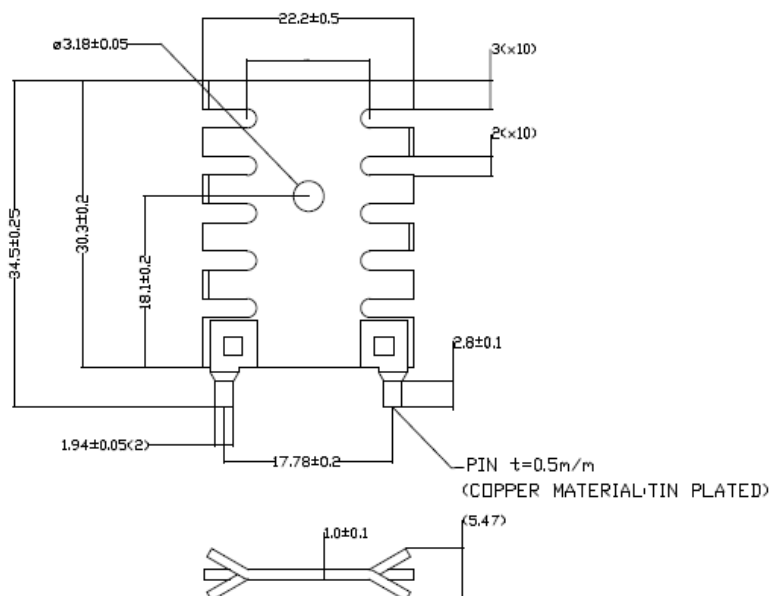 22.2±0.5
ø3.18±0.05
3(x10)
2(x10)
34.5±0.25
30.3±0.2
18.1±0.2
2.8±0.1
1.94±0.05(2)
17.78±0.2
PIN t=0.5m/m
(COPPER MATERIAL,TIN PLATED)
(5.47)
1.0±0.1